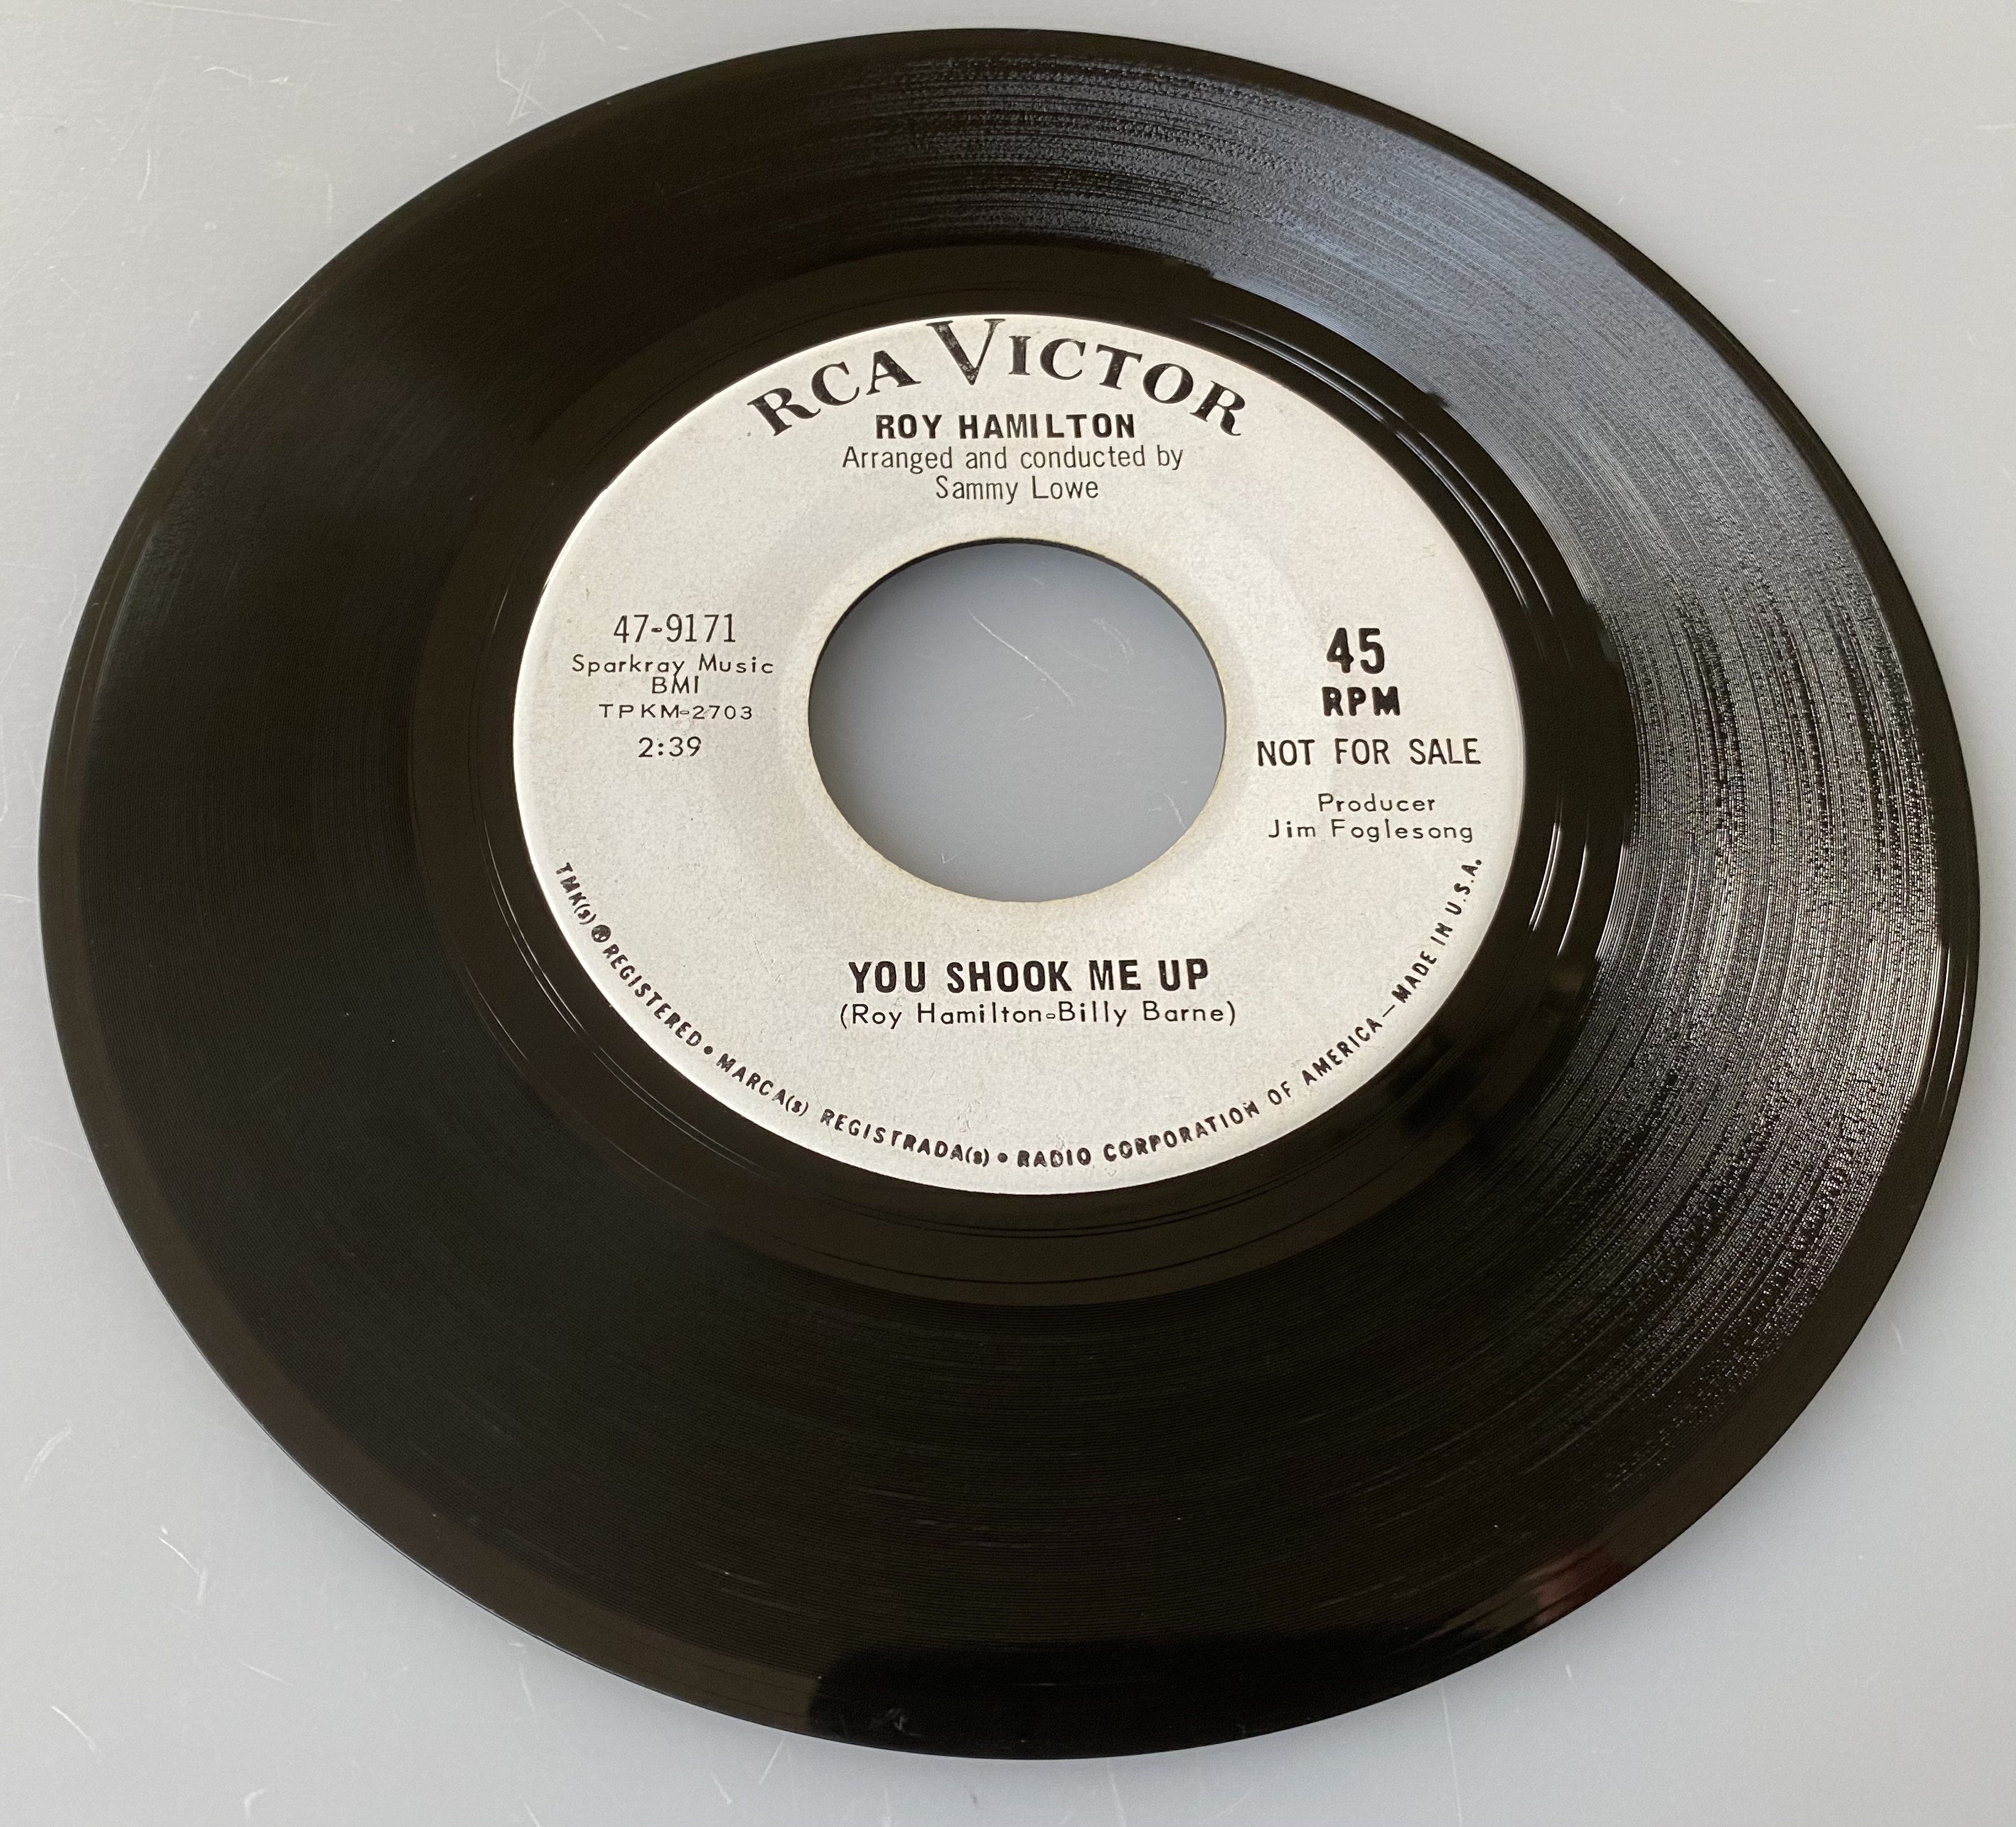 RCA VICTOR
ROY HAMILTON
Arranged and conducted by
Sammy Lowe
47-9171
Sparkray Music
BMI
TPKM-2703
2:39
45
RPM
NOT FOR SALE
Producer
Jim Foglesong
YOU SHOOK ME UP
(Roy Hamilton-Billy Barne)
TMK(s) ® REGISTERED • MARCA(s) REGISTRADA(s) • RADIO CORPORATION OF AMERICA — MADE IN U.S.A.